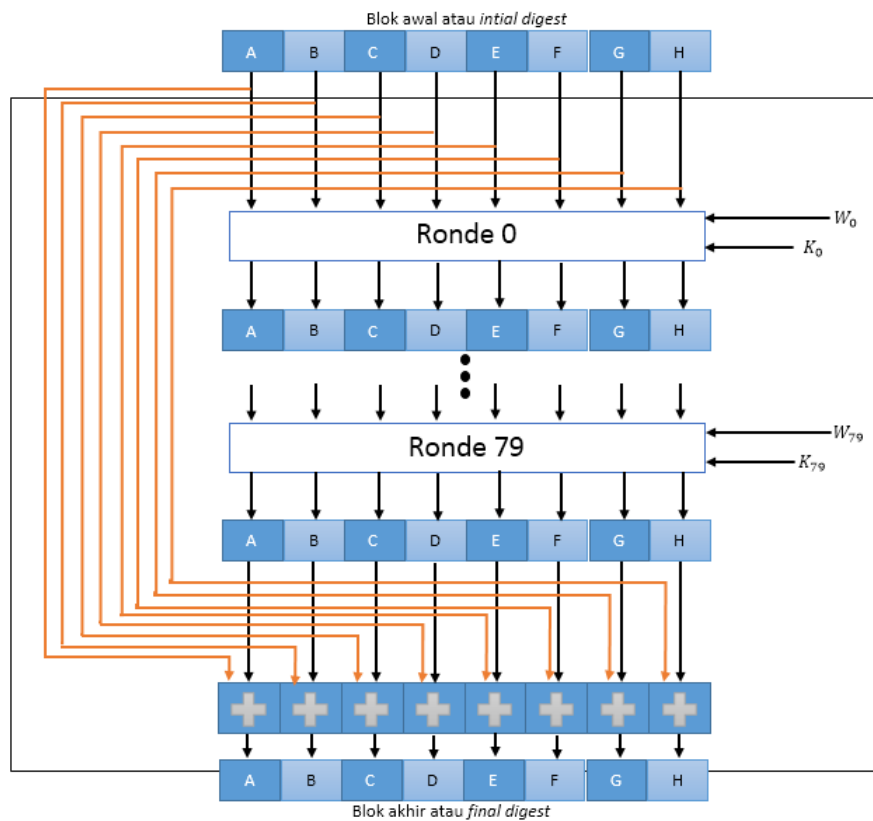 Blok awal atau intial digest
A B C D E F G H
Ronde 0
W₀
K₀
A B C D E F G H
Ronde 79
W₇₉
K₇₉
A B C D E F G H
A B C D E F G H
Blok akhir atau final digest